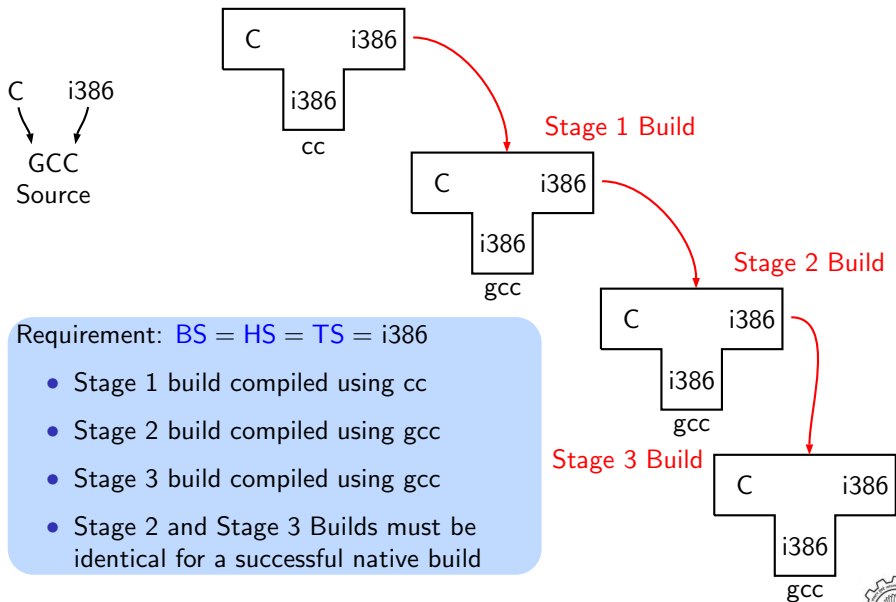 C i386
i386
cc
C i386
GCC
Source
Stage 1 Build
C i386
i386
gcc
Stage 2 Build
C i386
i386
gcc
Requirement: BS = HS = TS = i386
• Stage 1 build compiled using cc
• Stage 2 build compiled using gcc
• Stage 3 build compiled using gcc
• Stage 2 and Stage 3 Builds must be
identical for a successful native build
Stage 3 Build
C i386
i386
gcc